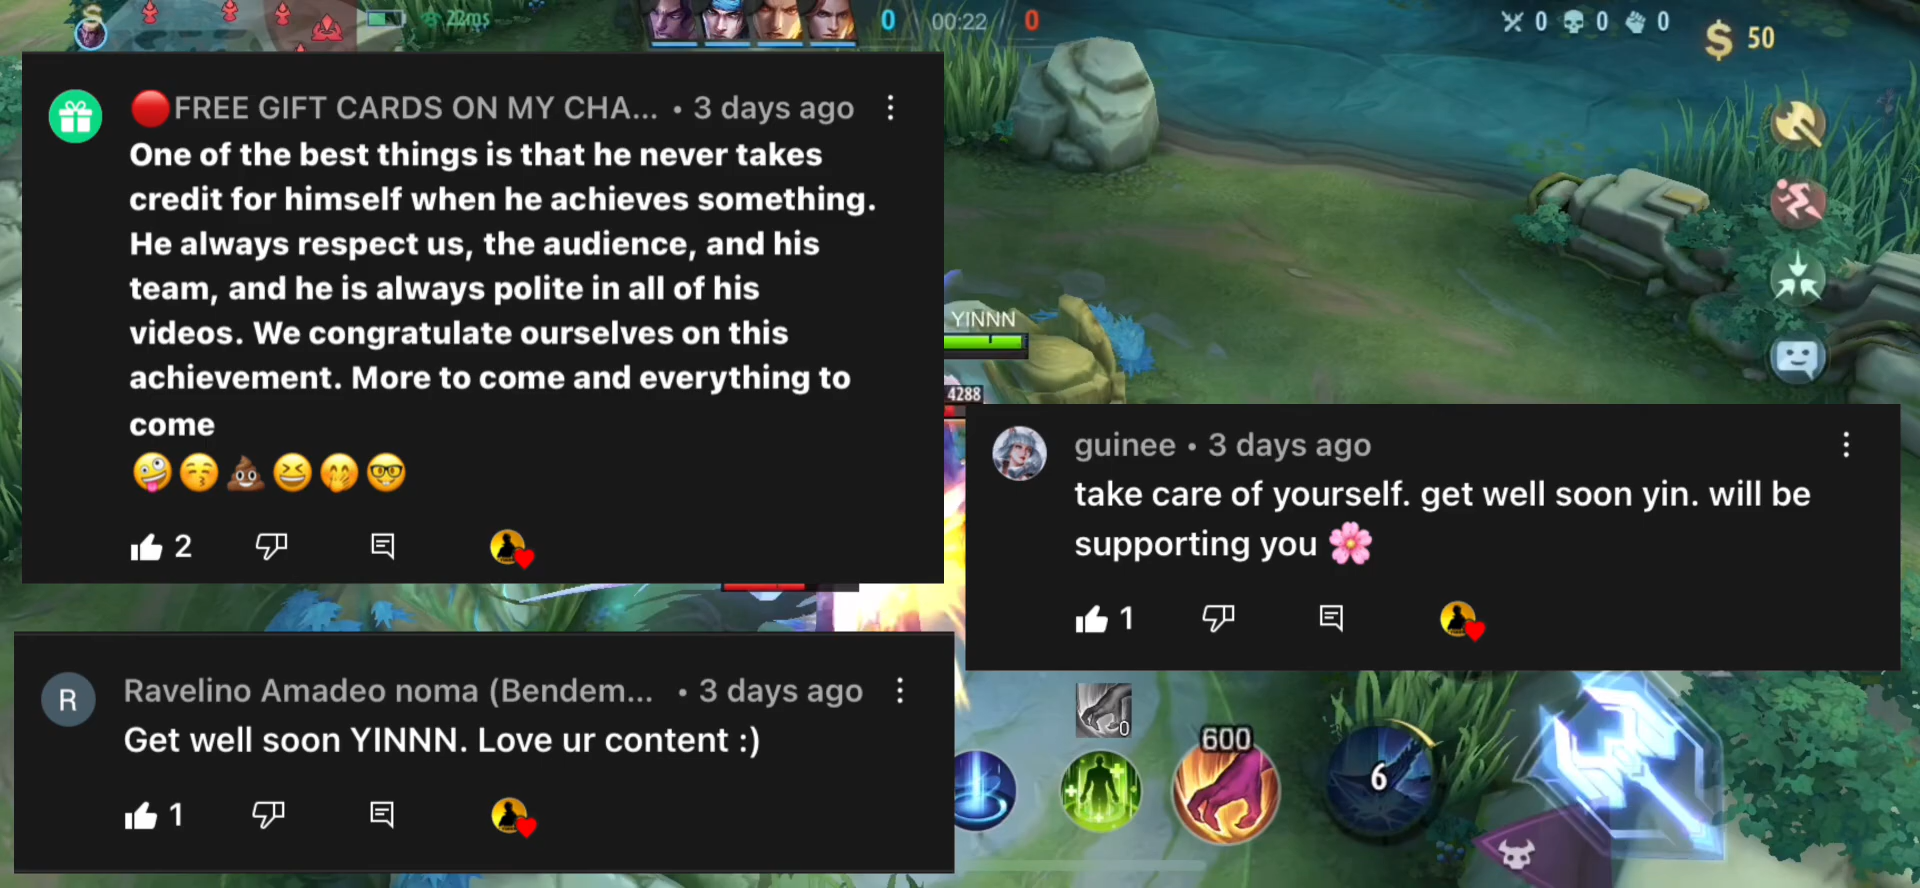 22ms
0 00:22 0
0 0 0
50
🔴FREE GIFT CARDS ON MY CHA... • 3 days ago
One of the best things is that he never takes
credit for himself when he achieves something.
He always respect us, the audience, and his
team, and he is always polite in all of his
videos. We congratulate ourselves on this
achievement. More to come and everything to
come
🤪😚💩😆🤭🤓
2
YINNN
4288
guinee • 3 days ago
take care of yourself. get well soon yin. will be
supporting you 🌸
1
R
Ravelino Amadeo noma (Bendem... • 3 days ago
Get well soon YINNN. Love ur content :)
1
0
600
6